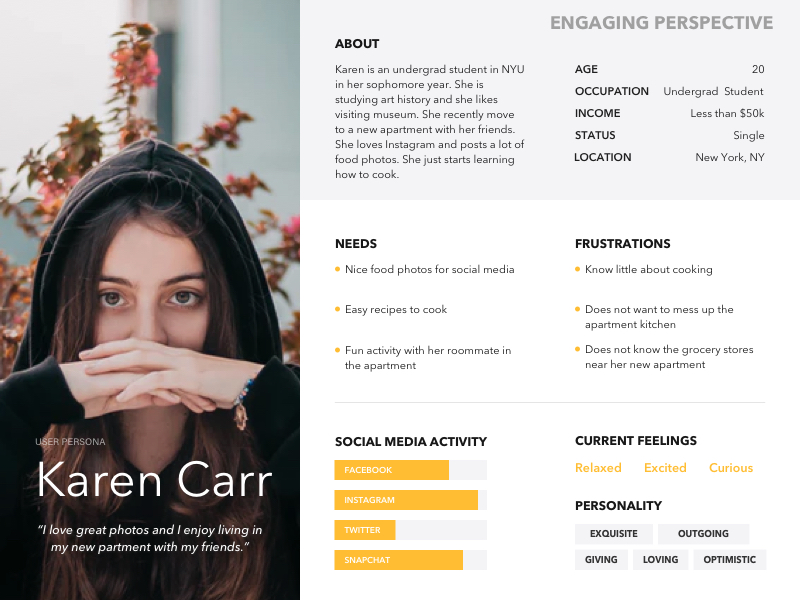 ENGAGING PERSPECTIVE
ABOUT
Karen is an undergrad student in NYU
in her sophomore year. She is
studying art history and she likes
visiting museum. She recently move
to a new apartment with her friends.
She loves Instagram and posts a lot of
food photos. She just starts learning
how to cook.
AGE 20
OCCUPATION Undergrad Student
INCOME Less than $50k
STATUS Single
LOCATION New York, NY
NEEDS
Nice food photos for social media
Easy recipes to cook
Fun activity with her roommate in
the apartment
FRUSTRATIONS
Know little about cooking
Does not want to mess up the
apartment kitchen
Does not know the grocery stores
near her new apartment
USER PERSONA
Karen Carr
“I love great photos and I enjoy living in
my new partment with my friends.”
SOCIAL MEDIA ACTIVITY
FACEBOOK
INSTAGRAM
TWITTER
SNAPCHAT
CURRENT FEELINGS
Relaxed Excited Curious
PERSONALITY
EXQUISITE OUTGOING
GIVING LOVING OPTIMISTIC